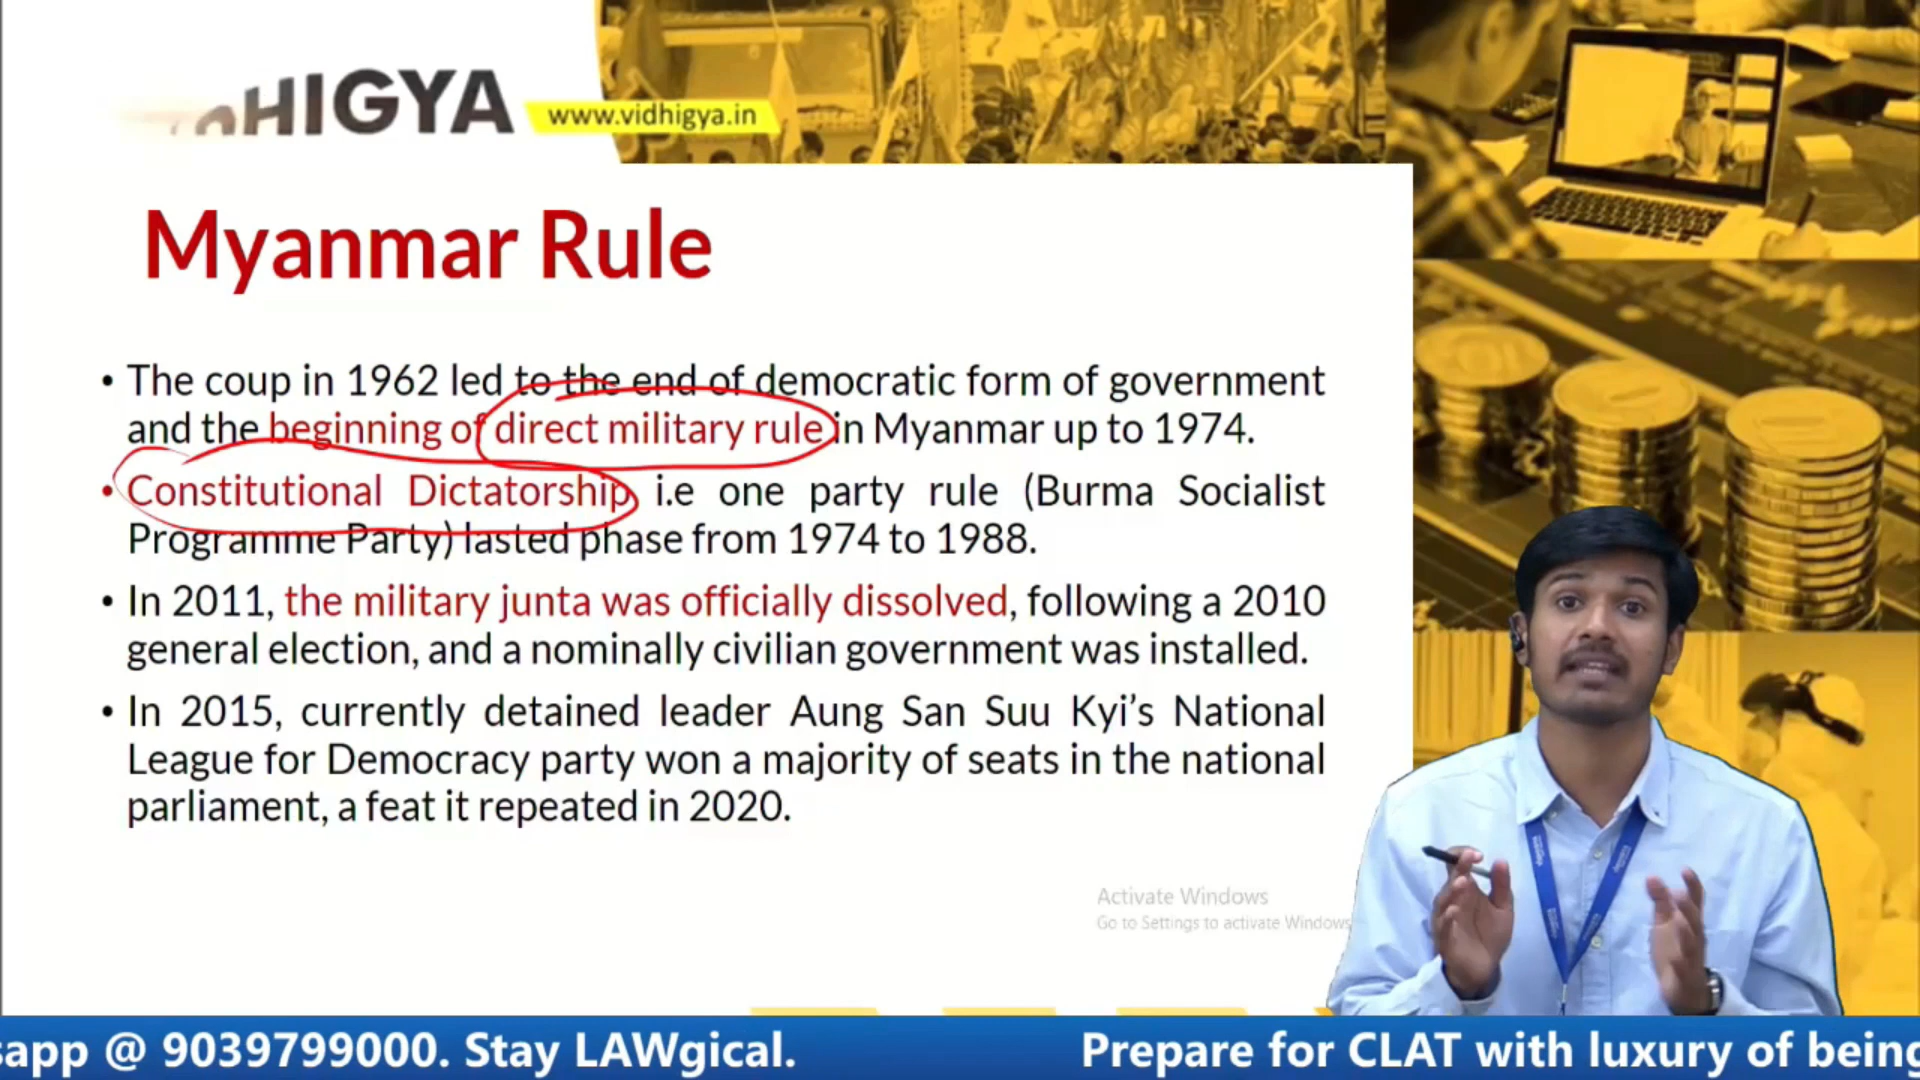 HIGYA
www.vidhigya.in
Myanmar Rule
• The coup in 1962 led to the end of democratic form of government
and the beginning of direct military rule in Myanmar up to 1974.
• Constitutional Dictatorship i.e one party rule (Burma Socialist
Programme Party) lasted phase from 1974 to 1988.
• In 2011, the military junta was officially dissolved, following a 2010
general election, and a nominally civilian government was installed.
• In 2015, currently detained leader Aung San Suu Kyi’s National
League for Democracy party won a majority of seats in the national
parliament, a feat it repeated in 2020.
Activate Windows
Go to Settings to activate Windows
sapp @ 9039799000. Stay LAWgical. Prepare for CLAT with luxury of being